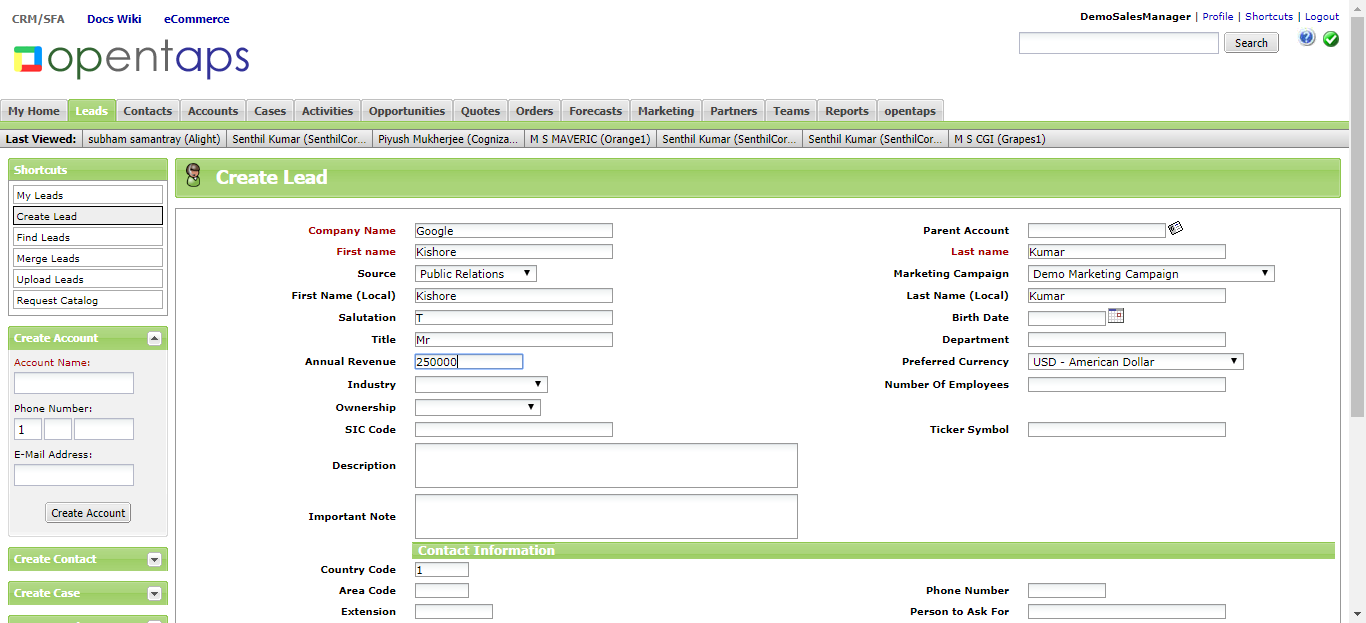 CRM/SFA Docs Wiki eCommerce
DemoSalesManager | Profile | Shortcuts | Logout
opentaps
Search
My Home Leads Contacts Accounts Cases Activities Opportunities Quotes Orders Forecasts Marketing Partners Teams Reports opentaps
Last Viewed: subham samantray (Alight) Senthil Kumar (SenthilCor... Piyush Mukherjee (Cogniza... M S MAVERIC (Orange1) Senthil Kumar (SenthilCor... Senthil Kumar (SenthilCor... M S CGI (Grapes1)
Shortcuts
My Leads
Create Lead
Find Leads
Merge Leads
Upload Leads
Request Catalog
Create Account
Account Name:
Phone Number:
1
E-Mail Address:
Create Account
Create Contact
Create Case
Create Lead
Company Name Google Parent Account
First name Kishore Last name Kumar
Source Public Relations Marketing Campaign Demo Marketing Campaign
First Name (Local) Kishore Last Name (Local) Kumar
Salutation T Birth Date
Title Mr Department
Annual Revenue 250000 Preferred Currency USD - American Dollar
Industry Number Of Employees
Ownership
SIC Code Ticker Symbol
Description
Important Note
Contact Information
Country Code 1
Area Code Phone Number
Extension Person to Ask For